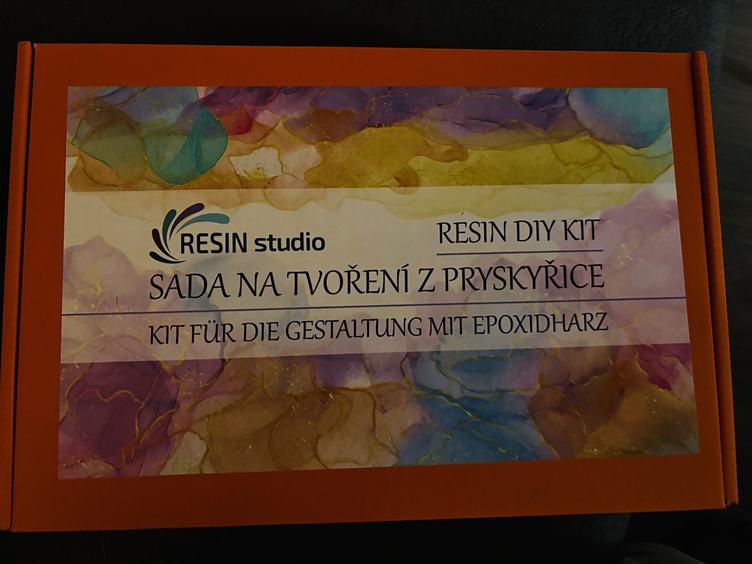 RESIN studio
RESIN DIY KIT
SADA NA TVOŘENÍ Z PRYSKYŘICE
KIT FÜR DIE GESTALTUNG MIT EPOXIDHARZ